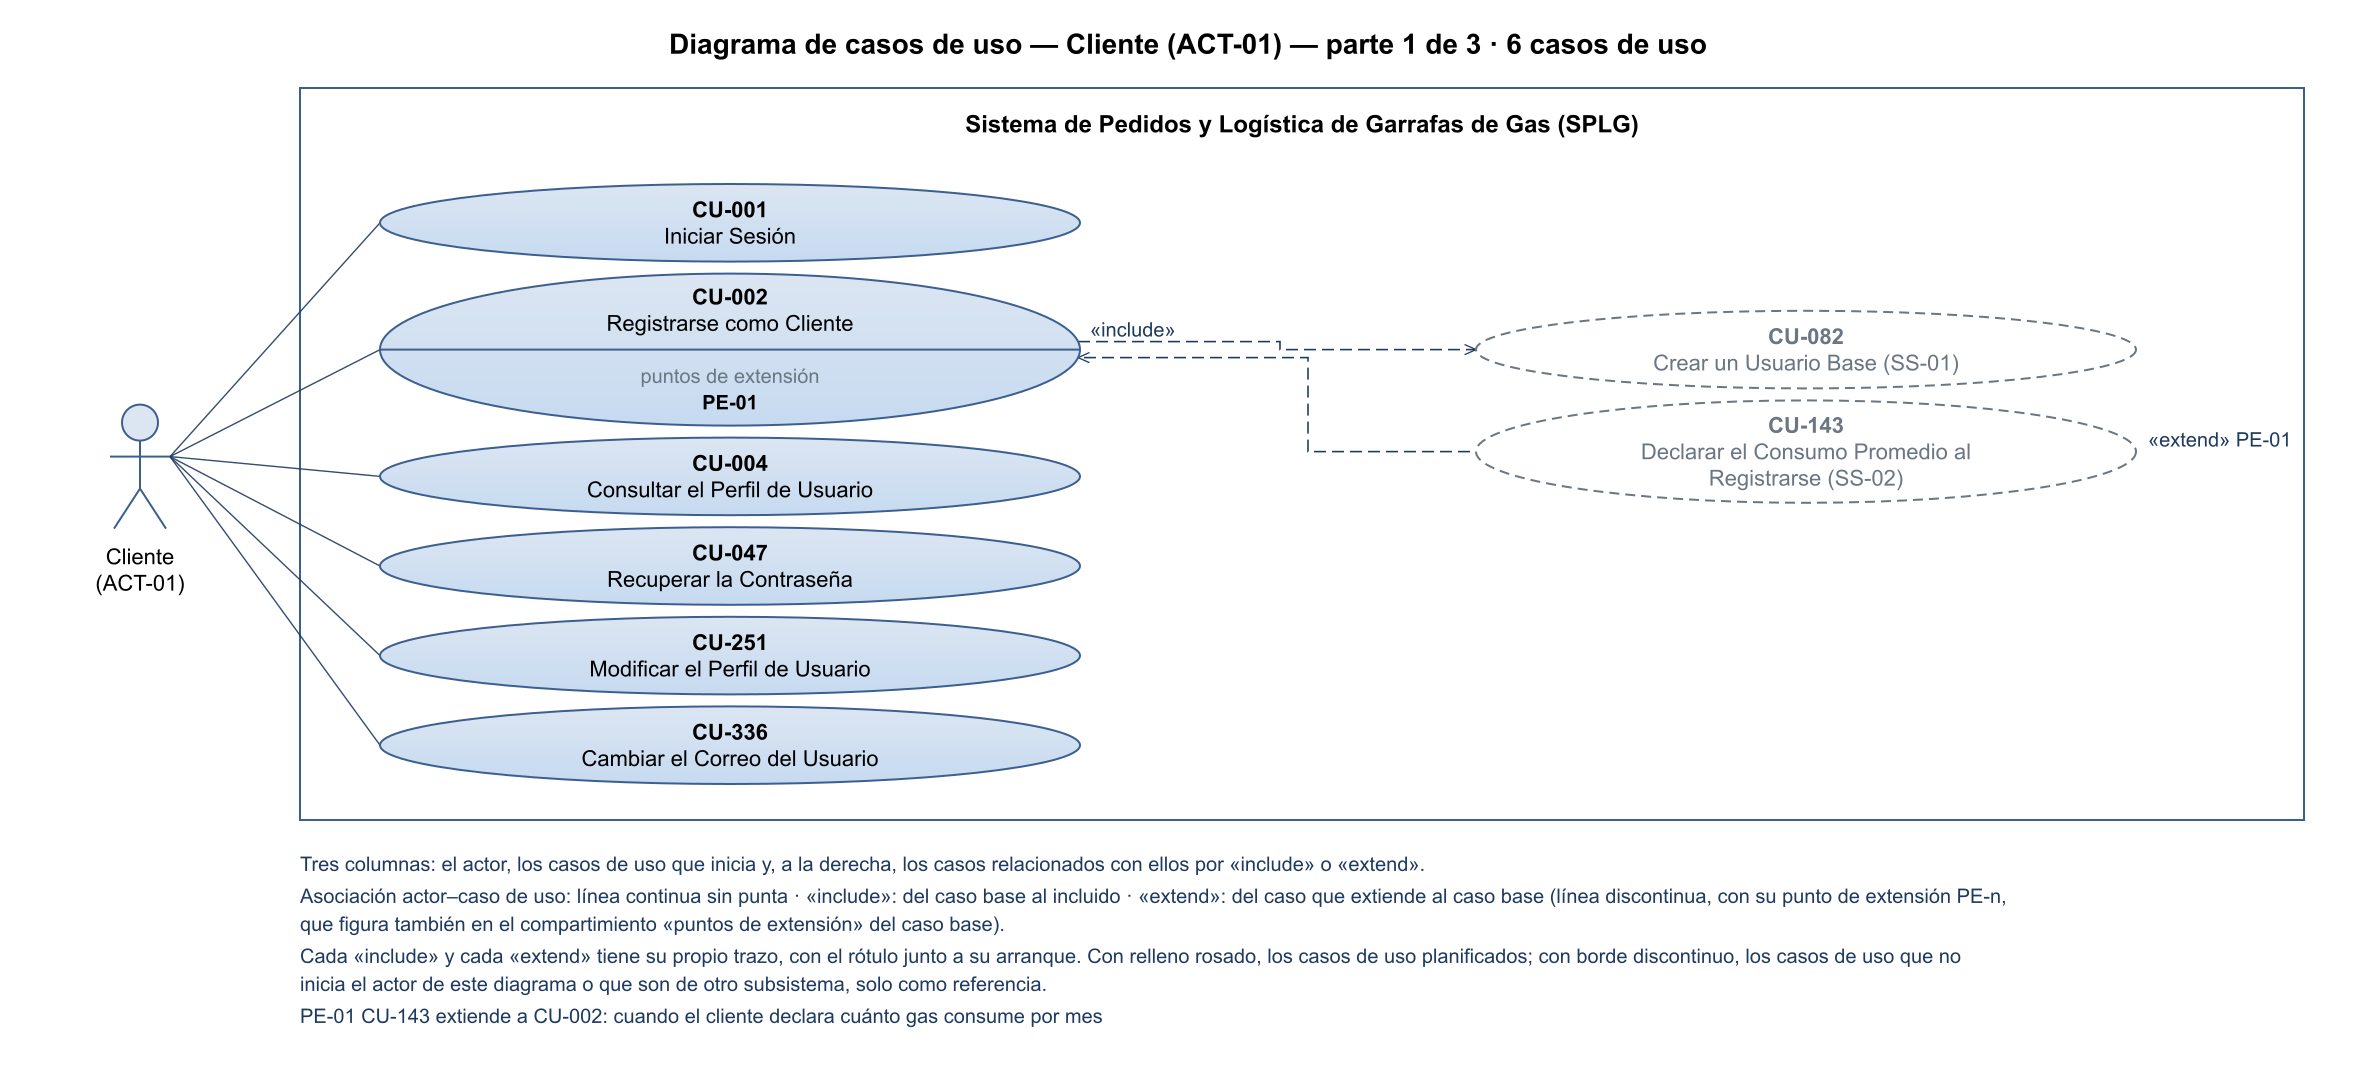 Diagrama de casos de uso — Cliente (ACT-01) — parte 1 de 3 · 6 casos de uso
Sistema de Pedidos y Logística de Garrafas de Gas (SPLG)
CU-001
Iniciar Sesión
CU-002
Registrarse como Cliente
puntos de extensión
PE-01
«include»
CU-082
Crear un Usuario Base (SS-01)
CU-143
Declarar el Consumo Promedio al
Registrarse (SS-02)
«extend» PE-01
CU-004
Consultar el Perfil de Usuario
Cliente
(ACT-01)
CU-047
Recuperar la Contraseña
CU-251
Modificar el Perfil de Usuario
CU-336
Cambiar el Correo del Usuario
Tres columnas: el actor, los casos de uso que inicia y, a la derecha, los casos relacionados con ellos por «include» o «extend».
Asociación actor–caso de uso: línea continua sin punta · «include»: del caso base al incluido · «extend»: del caso que extiende al caso base (línea discontinua, con su punto de extensión PE-n,
que figura también en el compartimiento «puntos de extensión» del caso base).
Cada «include» y cada «extend» tiene su propio trazo, con el rótulo junto a su arranque. Con relleno rosado, los casos de uso planificados; con borde discontinuo, los casos de uso que no
inicia el actor de este diagrama o que son de otro subsistema, solo como referencia.
PE-01 CU-143 extiende a CU-002: cuando el cliente declara cuánto gas consume por mes